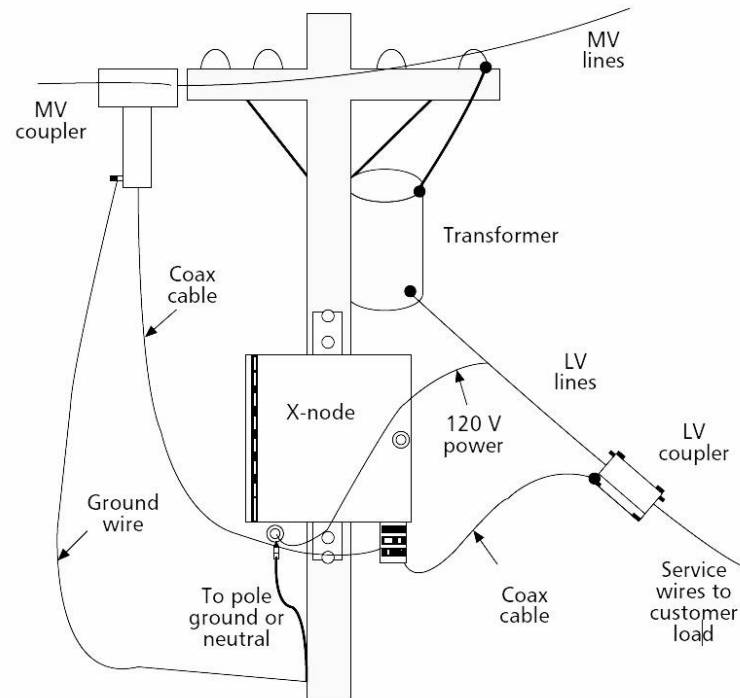 MV
lines
MV
coupler
Transformer
Coax
cable
LV
lines
X-node
120 V
power
LV
coupler
Ground
wire
To pole
ground or
neutral
Coax
cable
Service
wires to
customer
load